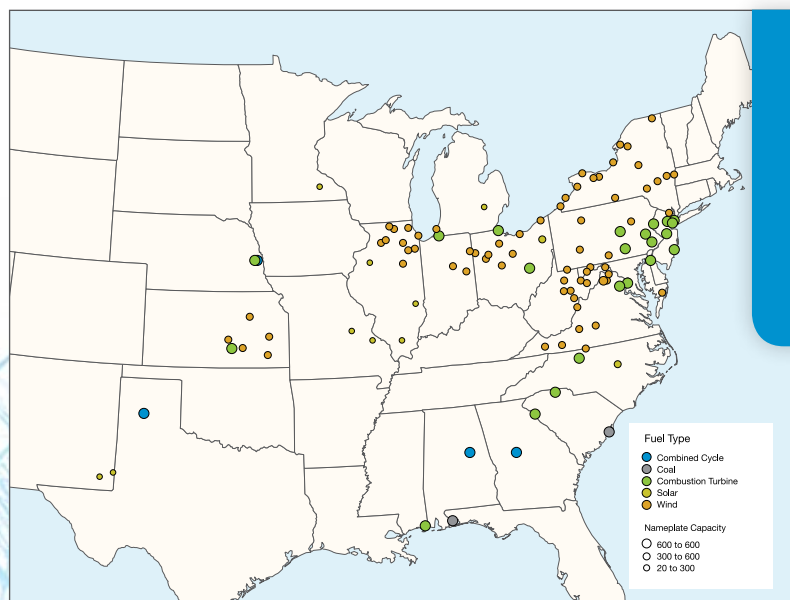 Fuel Type
Combined Cycle
Coal
Combustion Turbine
Solar
Wind
Nameplate Capacity
600 to 600
300 to 600
20 to 300